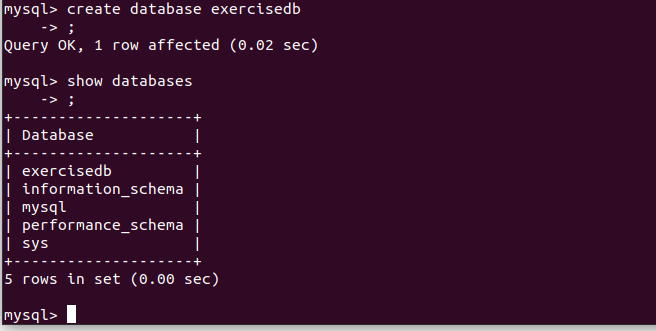 mysql> create database exercisedb
    -> ;
Query OK, 1 row affected (0.02 sec)
mysql> show databases
    -> ;
+--------------------+
| Database           |
+--------------------+
| exercisedb         |
| information_schema |
| mysql              |
| performance_schema |
| sys                |
+--------------------+
5 rows in set (0.00 sec)
mysql>